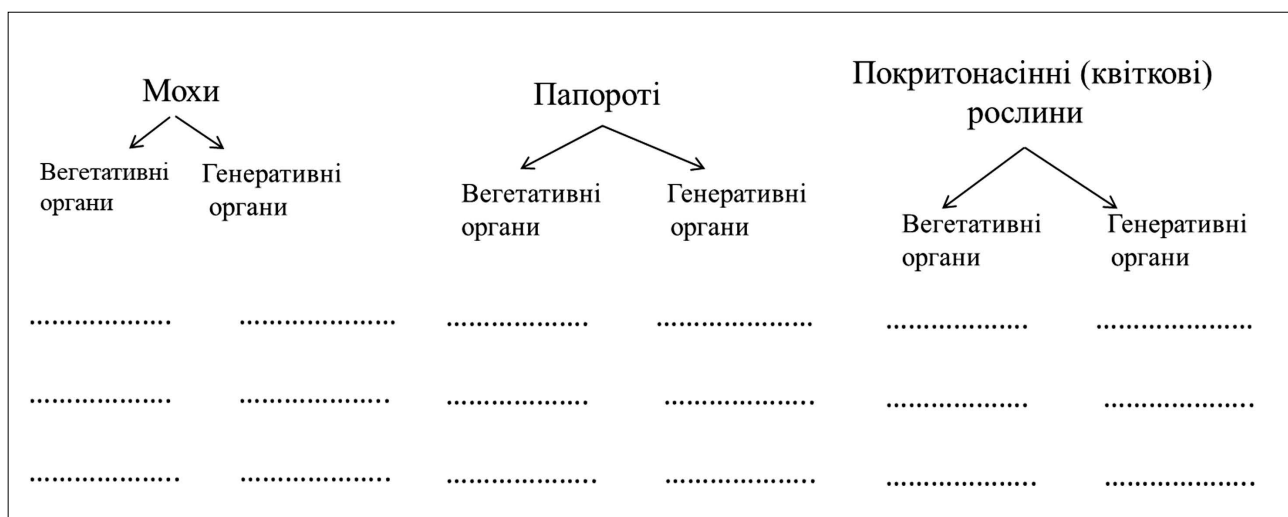 Мохи
Вегетативні
органи
Генеративні
органи
Папороті
Вегетативні
органи
Генеративні
органи
Покритонасінні (квіткові)
рослини
Вегетативні
органи
Генеративні
органи
................... .....................
................... .....................
................... .....................
................... ....................
................... ....................
................... ....................
.................... ....................
.................... ....................
.................... ....................